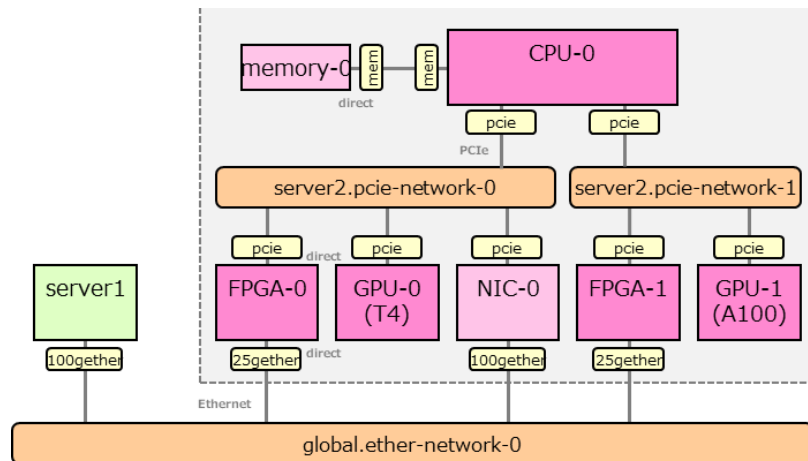 memory-0
mem
mem
CPU-0
direct
pcie
pcie
PCIe
server2.pcie-network-0
server2.pcie-network-1
pcie
direct
pcie
pcie
pcie
pcie
server1
FPGA-0
GPU-0
(T4)
NIC-0
FPGA-1
GPU-1
(A100)
100gether
25gether
direct
100gether
25gether
Ethernet
global.ether-network-0